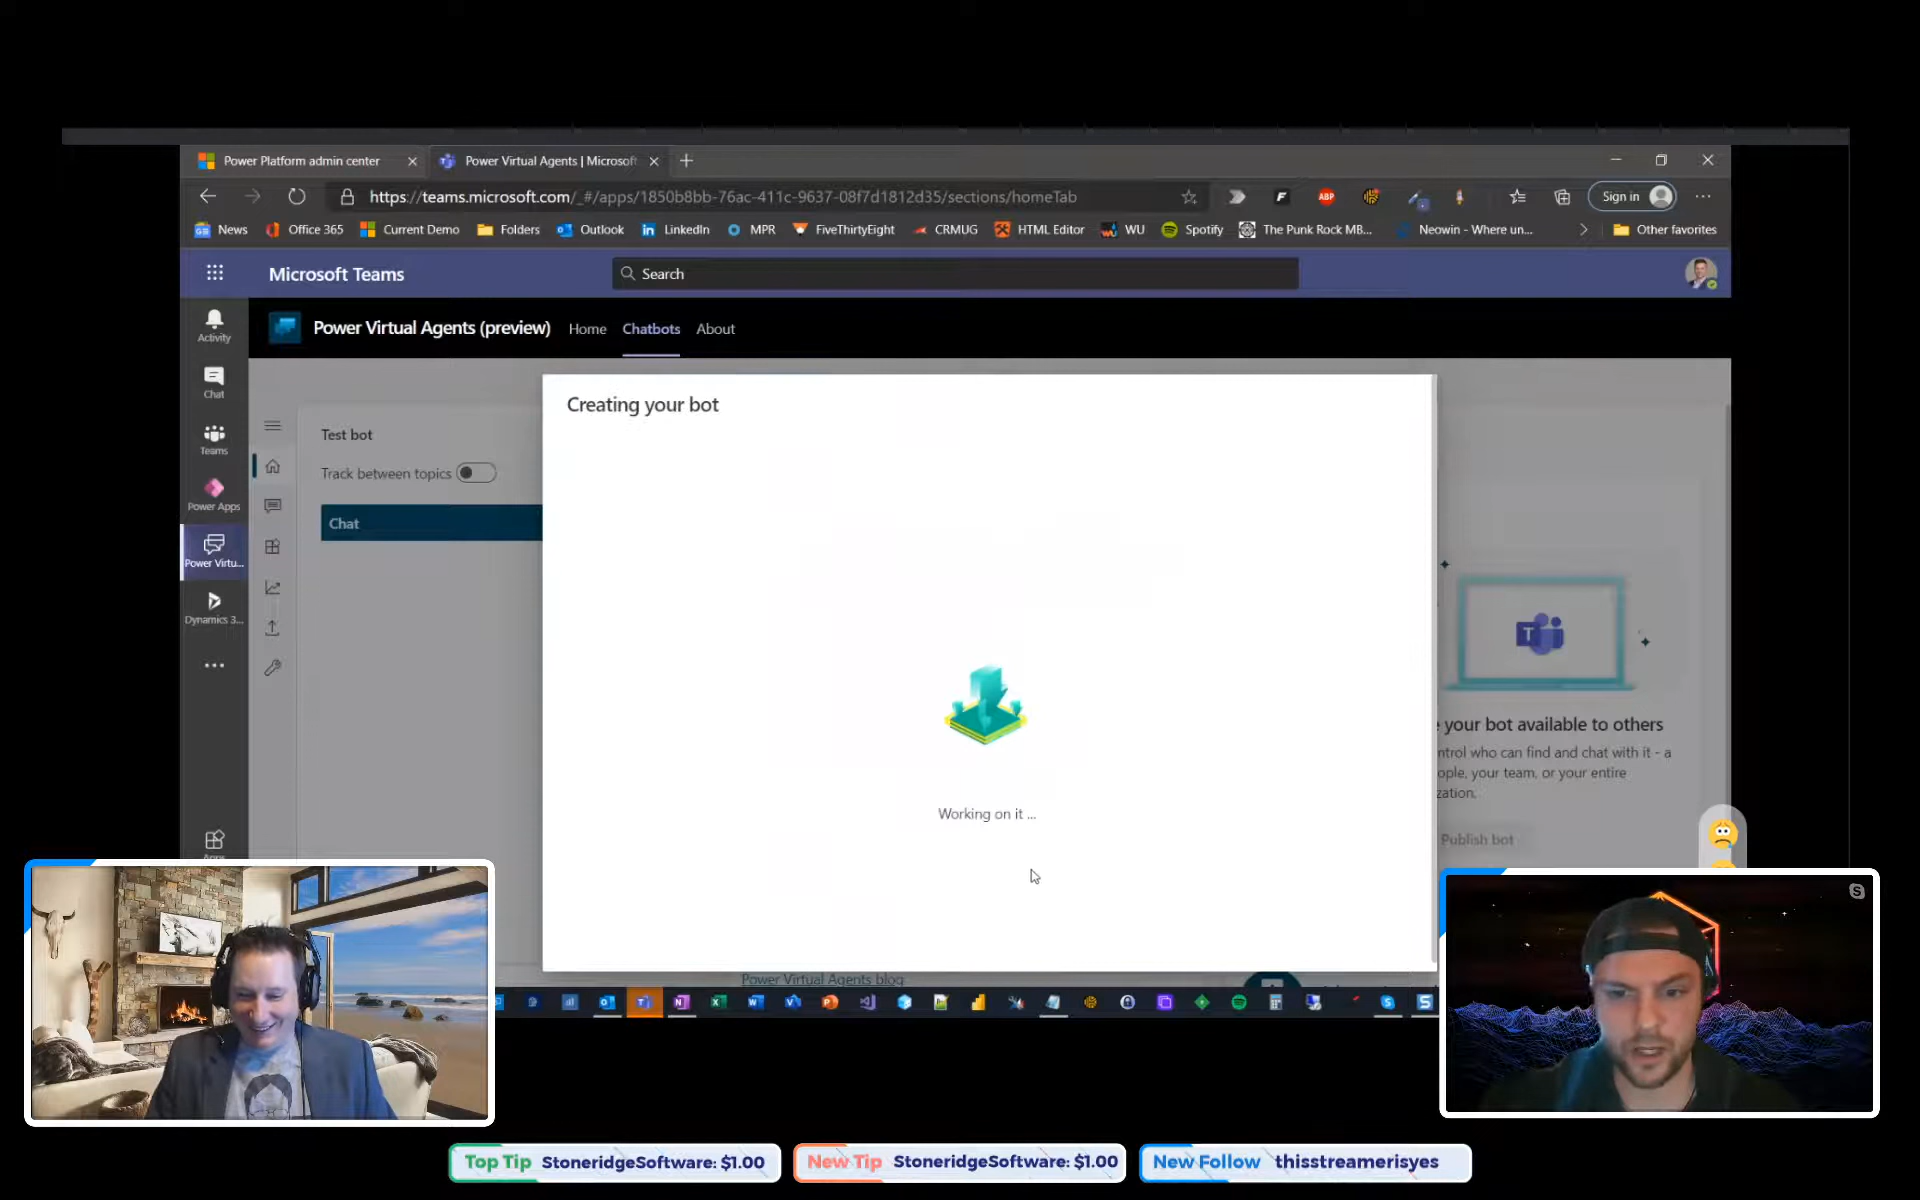 Power Platform admin center
Power Virtual Agents | Microsoft
https://teams.microsoft.com/_#/apps/1850b8bb-76ac-411c-9637-08f7d1812d35/sections/homeTab
ABP
Sign in
News
Office 365
Current Demo
Folders
Outlook
LinkedIn
MPR
FiveThirtyEight
CRMUG
HTML Editor
WU
Spotify
The Punk Rock MB...
Neowin - Where un...
Other favorites
Microsoft Teams
Search
Activity
Chat
Teams
Power Apps
Power Virtu...
Dynamics 3...
Power Virtual Agents (preview)
Home
Chatbots
About
Test bot
Track between topics
Chat
Creating your bot
Working on it ...
your bot available to others
ntrol who can find and chat with it - a
ople, your team, or your entire
zation.
Publish bot
Power Virtual Agents blog
Top Tip StoneridgeSoftware: $1.00
New Tip StoneridgeSoftware: $1.00
New Follow thisstreamerisyes